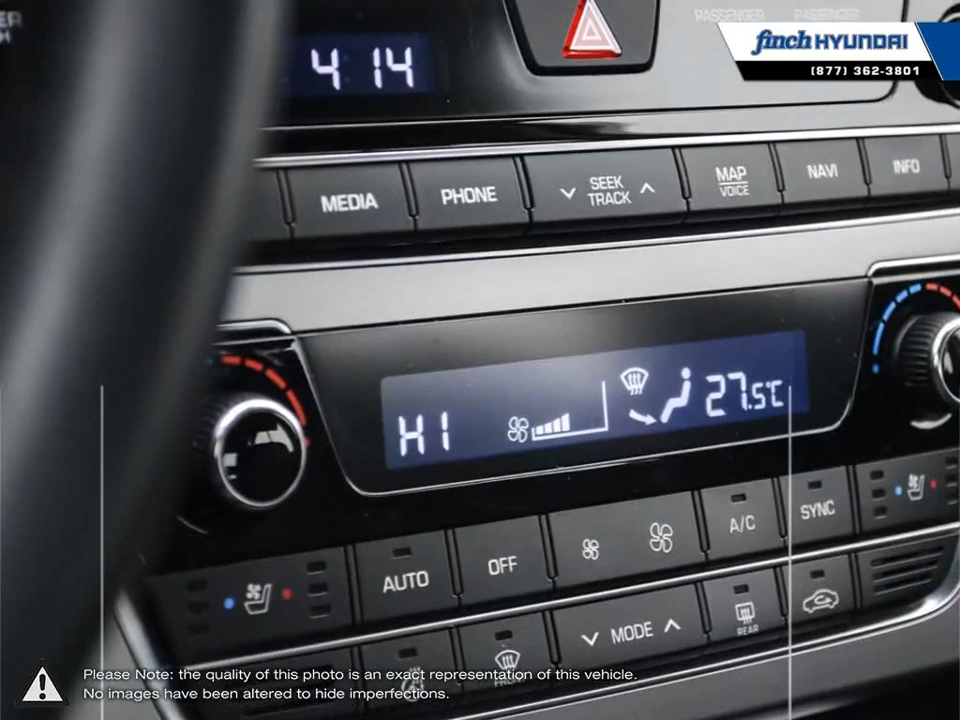 finch HYUNDAI
(877) 362-3801
4 14
MEDIA
PHONE
SEEK
TRACK
MAP
VOICE
NAVI
INFO
HI
27.5°C
AUTO
OFF
A/C
SYNC
MODE
REAR
Please Note: the quality of this photo is an exact representation of this vehicle.
No images have been altered to hide imperfections.